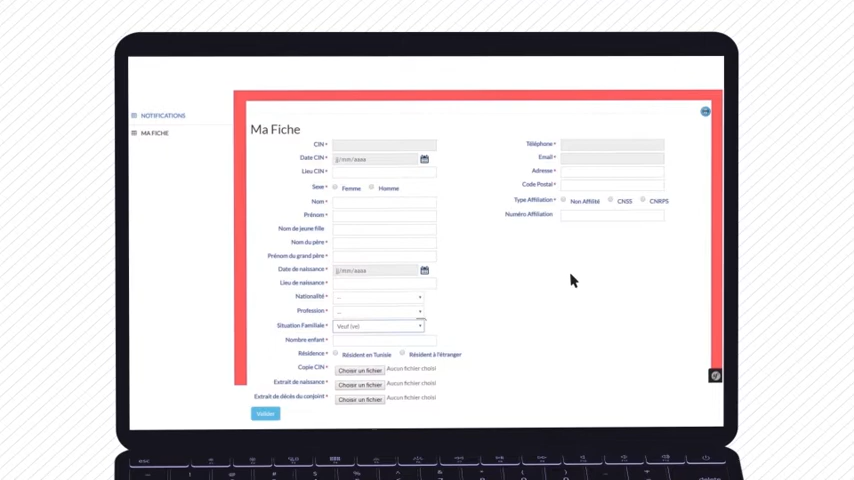 NOTIFICATIONS
MA FICHE
Ma Fiche
CIN *
Date CIN * jj/mm/aaaa
Lieu CIN *
Sexe * Femme Homme
Nom *
Prénom *
Nom de jeune fille
Nom du père *
Prénom du grand père *
Date de naissance * jj/mm/aaaa
Lieu de naissance *
Nationalité * --
Profession * --
Situation Familiale * Veuf (ve)
Nombre enfant *
Résidence * Résident en Tunisie Résident à l'étranger
Copie CIN * Choisir un fichier Aucun fichier choisi
Extrait de naissance * Choisir un fichier Aucun fichier choisi
Extrait de décès du conjoint * Choisir un fichier Aucun fichier choisi
Valider
Téléphone *
Email *
Adresse *
Code Postal *
Type Affiliation * Non Affilité CNSS CNRPS
Numéro Affiliation
esc
delete